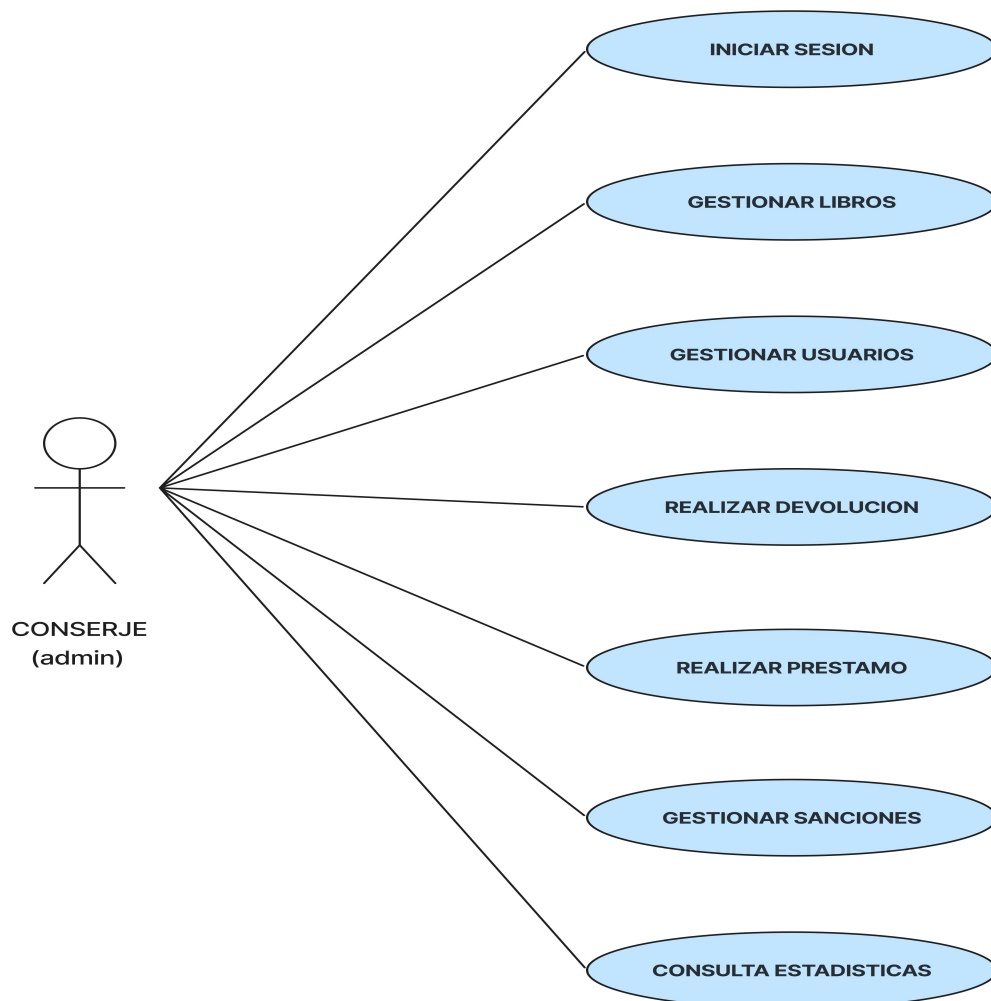 INICIAR SESION
GESTIONAR LIBROS
GESTIONAR USUARIOS
REALIZAR DEVOLUCION
CONSERJE
(admin)
REALIZAR PRESTAMO
GESTIONAR SANCIONES
CONSULTA ESTADISTICAS